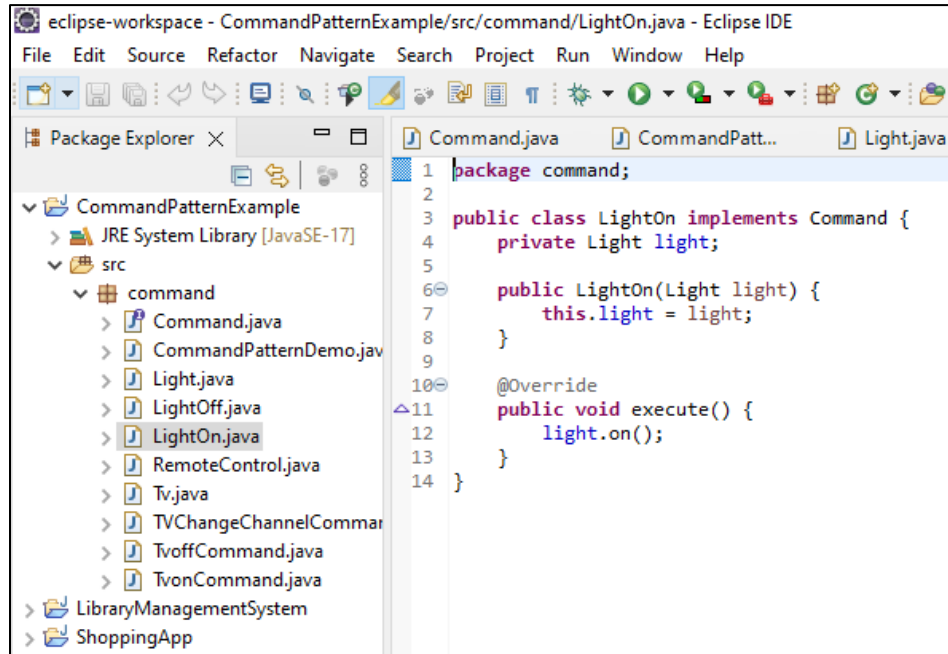 eclipse-workspace - CommandPatternExample/src/command/LightOn.java - Eclipse IDE
File Edit Source Refactor Navigate Search Project Run Window Help
Package Explorer
CommandPatternExample
JRE System Library [JavaSE-17]
src
command
Command.java
CommandPatternDemo.jav
Light.java
LightOff.java
LightOn.java
RemoteControl.java
Tv.java
TVChangeChannelCommar
TvoffCommand.java
TvonCommand.java
LibraryManagementSystem
ShoppingApp
Command.java CommandPatt... Light.java
1 package command;
2
3 public class LightOn implements Command {
4 private Light light;
5
6 public LightOn(Light light) {
7 this.light = light;
8 }
9
10 @Override
11 public void execute() {
12 light.on();
13 }
14 }